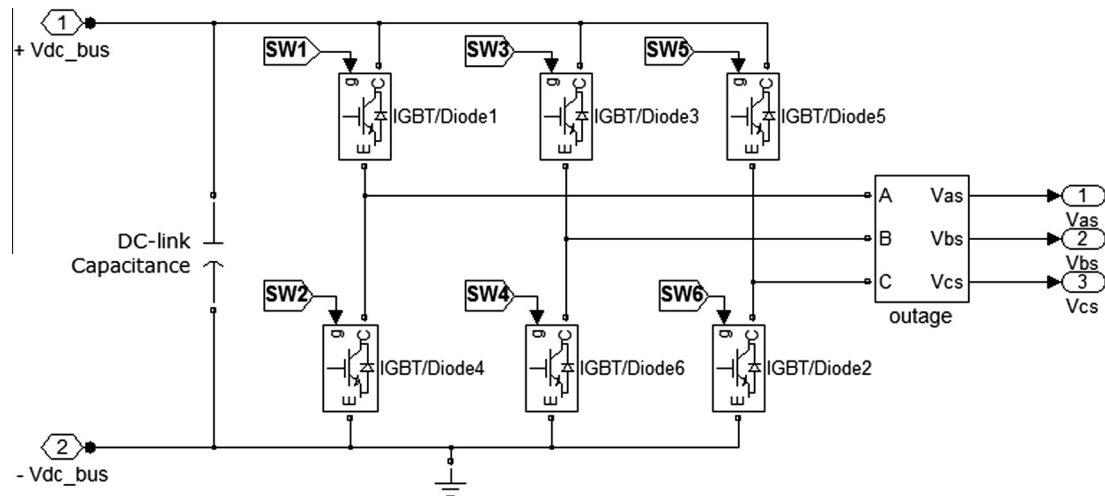 1
+ Vdc_bus
SW1
SW3
SW5
g C
g C
g C
IGBT/Diode1
IGBT/Diode3
IGBT/Diode5
E
E
E
A Vas
1
Vas
DC-link
Capacitance
B Vbs
2
Vbs
C Vcs
3
Vcs
outage
SW2
SW4
SW6
g C
g C
g C
IGBT/Diode4
IGBT/Diode6
IGBT/Diode2
E
E
E
2
- Vdc_bus